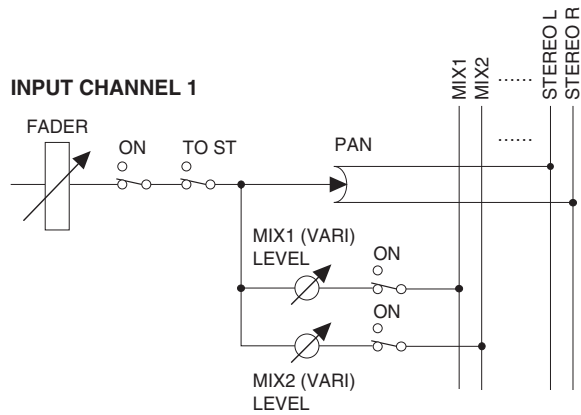 INPUT CHANNEL 1
FADER
ON
TO ST
PAN
MIX1
MIX2
......
STEREO L
STEREO R
......
MIX1 (VARI)
LEVEL
ON
ON
MIX2 (VARI)
LEVEL